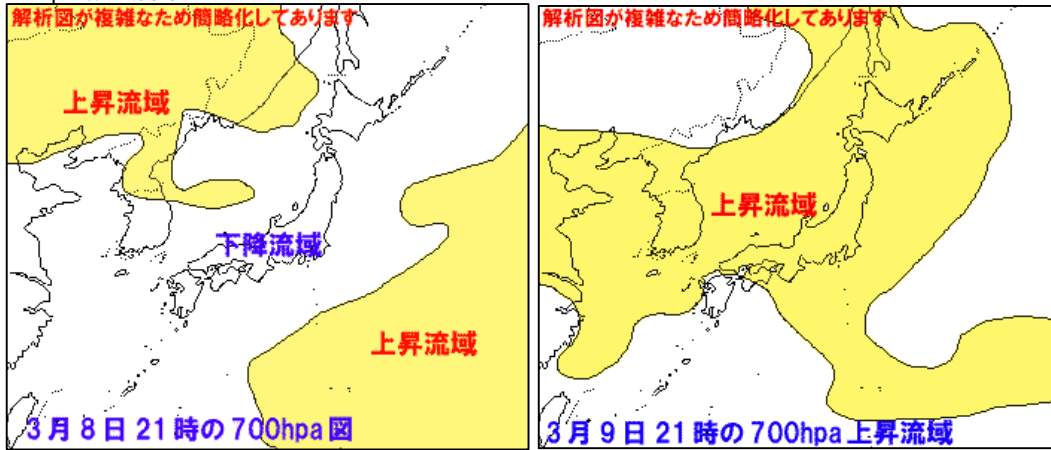 解析図が複雑なため簡略化してあります
上昇流域
下降流域
上昇流域
3月8日21時の700hpa図
解析図が複雑なため簡略化してあります
上昇流域
3月9日21時の700hpa上昇流域